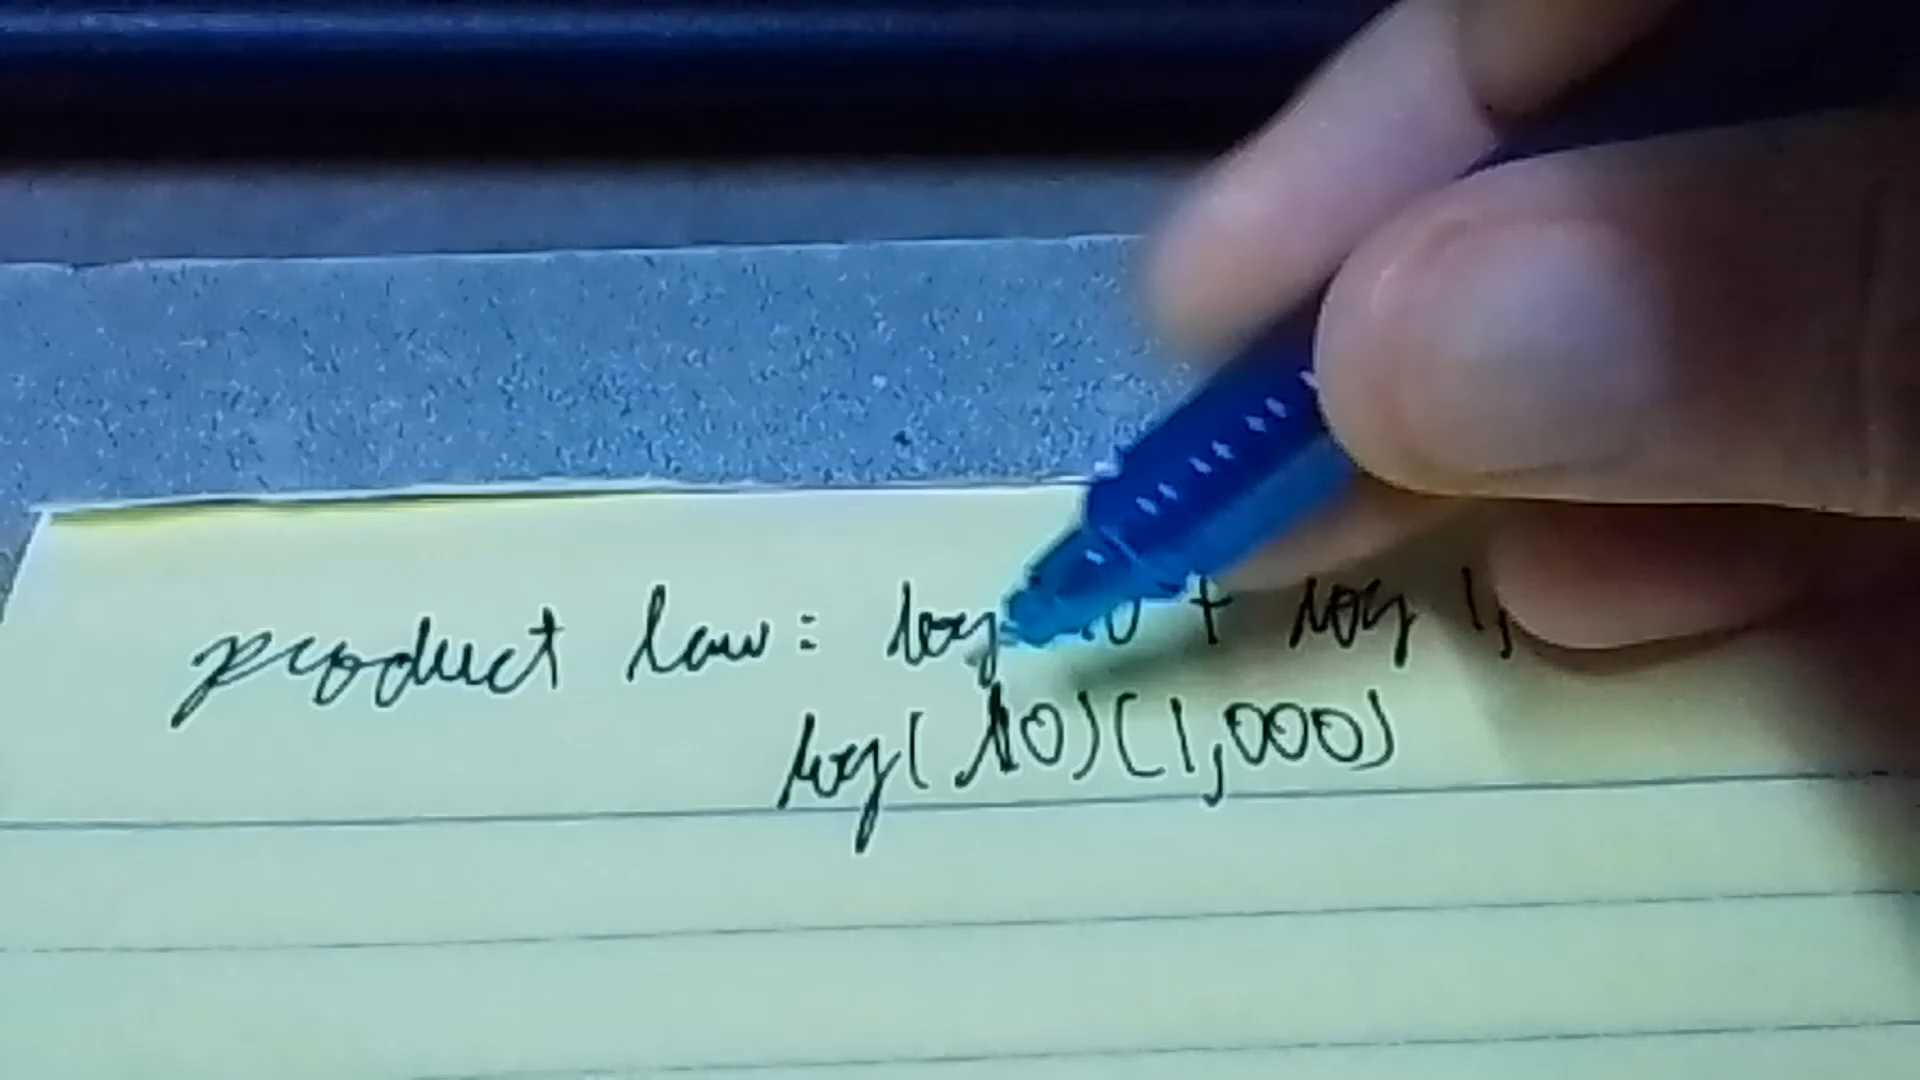 product law: log 10 + log 1,
log(10)(1,000)